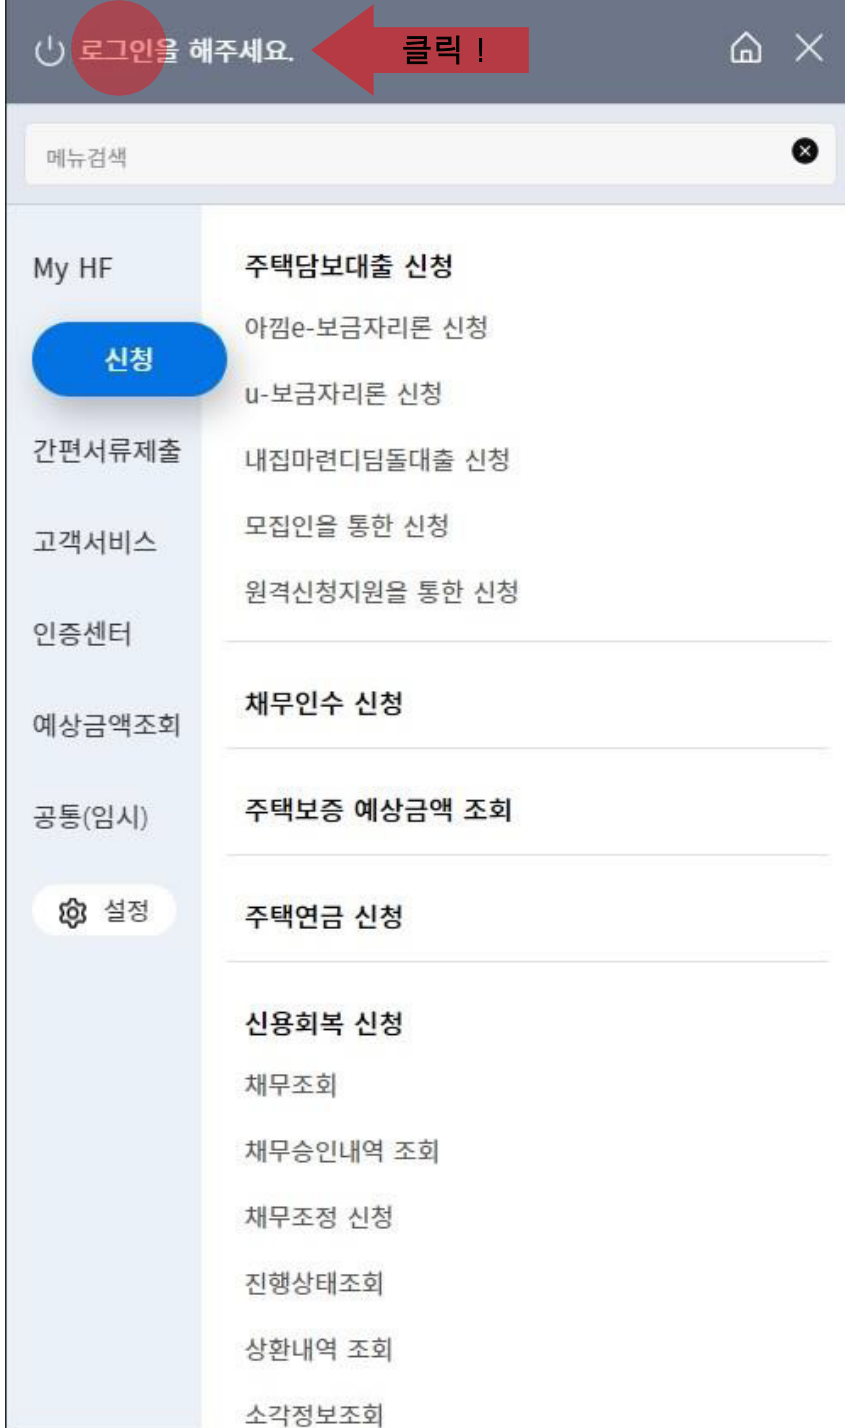 로그인을 해주세요.
클릭 !
메뉴검색
My HF
신청
간편서류제출
고객서비스
인증센터
예상금액조회
공통(임시)
설정
주택담보대출 신청
아낌e-보금자리론 신청
u-보금자리론 신청
내집마련디딤돌대출 신청
모집인을 통한 신청
원격신청지원을 통한 신청
채무인수 신청
주택보증 예상금액 조회
주택연금 신청
신용회복 신청
채무조회
채무승인내역 조회
채무조정 신청
진행상태조회
상환내역 조회
소각정보조회